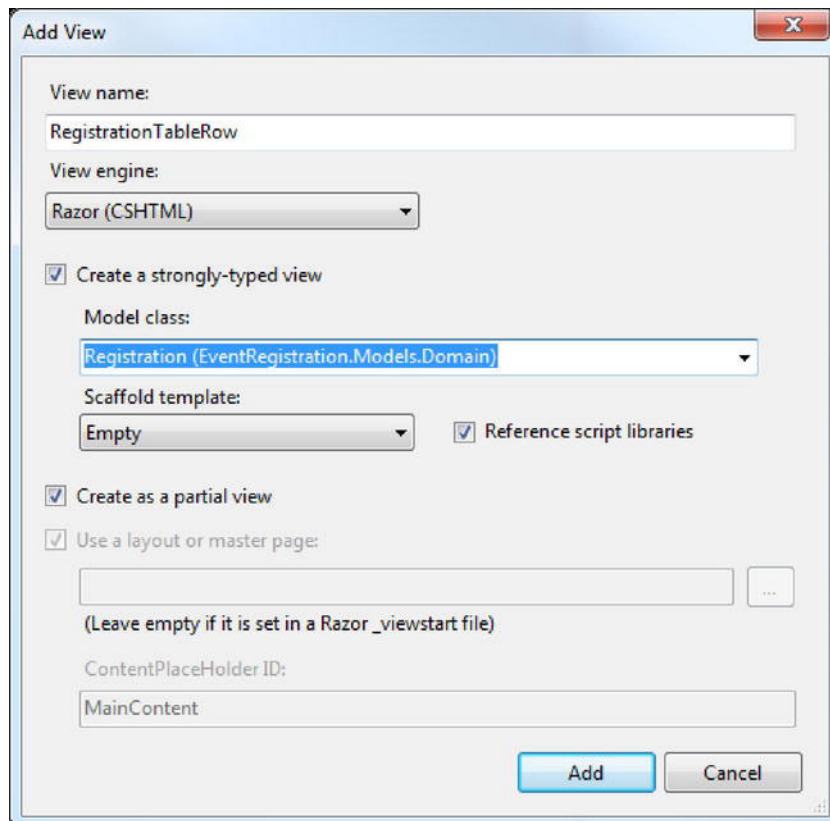 Add View
View name:
RegistrationTableRow
View engine:
Razor (CSHTML)
Create a strongly-typed view
Model class:
Registration (EventRegistration.Models.Domain)
Scaffold template:
Empty
Reference script libraries
Create as a partial view
Use a layout or master page:
...
(Leave empty if it is set in a Razor _viewstart file)
ContentPlaceHolder ID:
MainContent
Add
Cancel